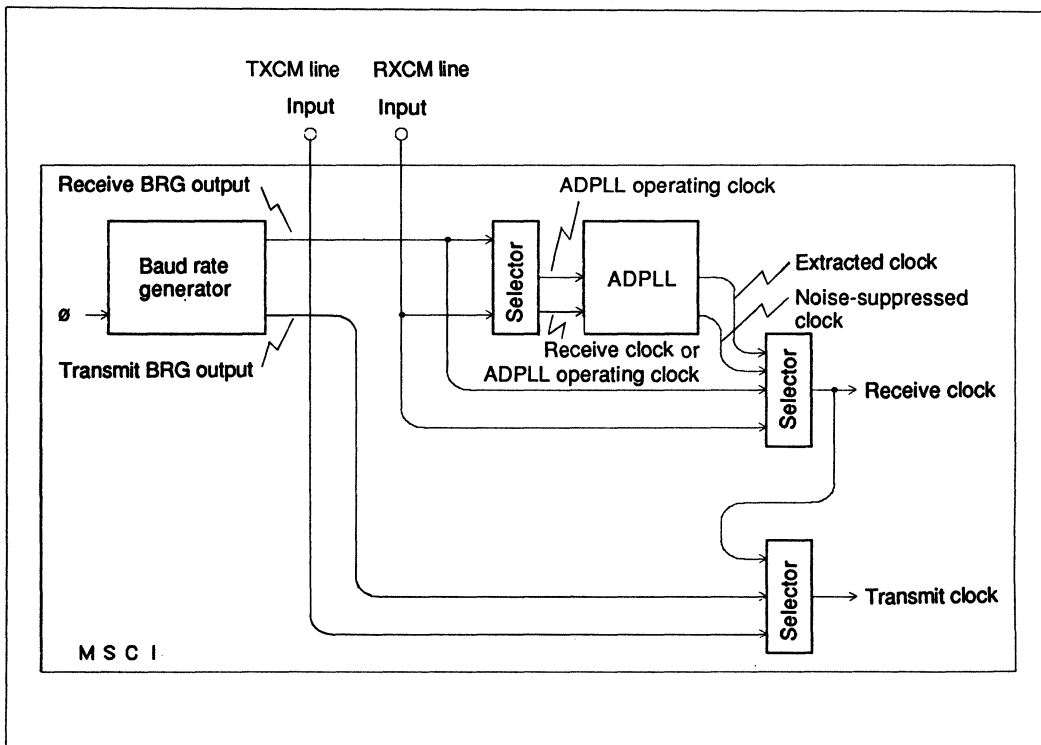 TXCM line
Input
RXCM line
Input
Receive BRG output
ADPLL operating clock
Baud rate
generator
ø
Selector
ADPLL
Extracted clock
Noise-suppressed
clock
Transmit BRG output
Receive clock or
ADPLL operating clock
Selector
Receive clock
Selector
Transmit clock
M S C I